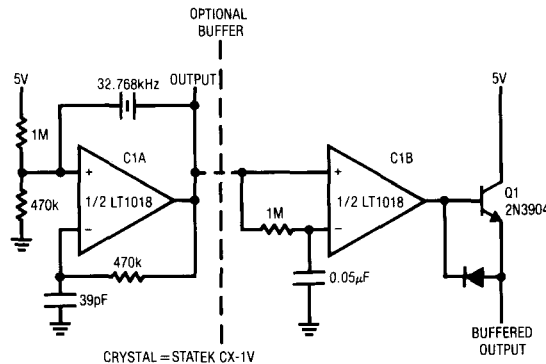 OPTIONAL
BUFFER
5V
32.768kHz
OUTPUT
5V
1M
C1A
+
1/2 LT1018
−
470k
470k
39pF
C1B
+
1/2 LT1018
−
1M
0.05µF
Q1
2N3904
BUFFERED
OUTPUT
CRYSTAL = STATEK CX-1V